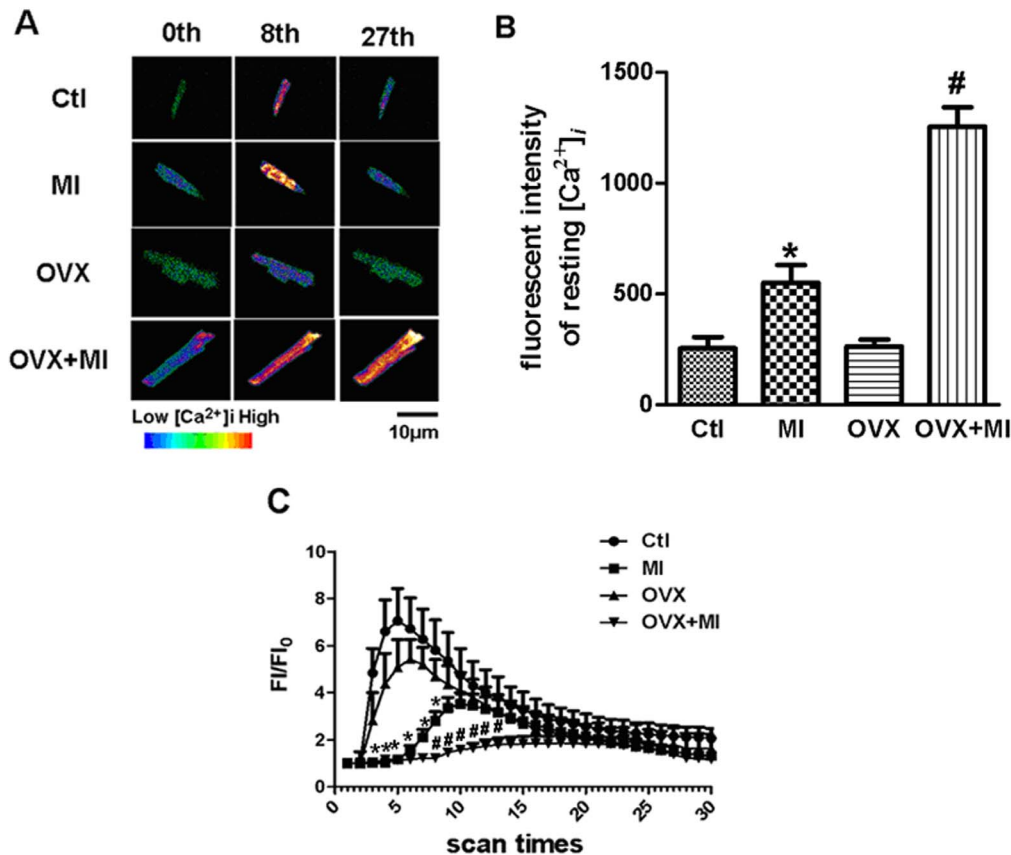 A
0th 8th 27th
Ctl
MI
OVX
OVX+MI
Low [Ca²⁺]i High
10μm
B
fluorescent intensity
of resting [Ca²⁺]i
1500
1000
500
0
*
#
Ctl MI OVX OVX+MI
C
Ctl
MI
OVX
OVX+MI
FI/FI₀
10
8
6
4
2
0
* * * * * *
# # # # # #
0 5 10 15 20 25 30
scan times